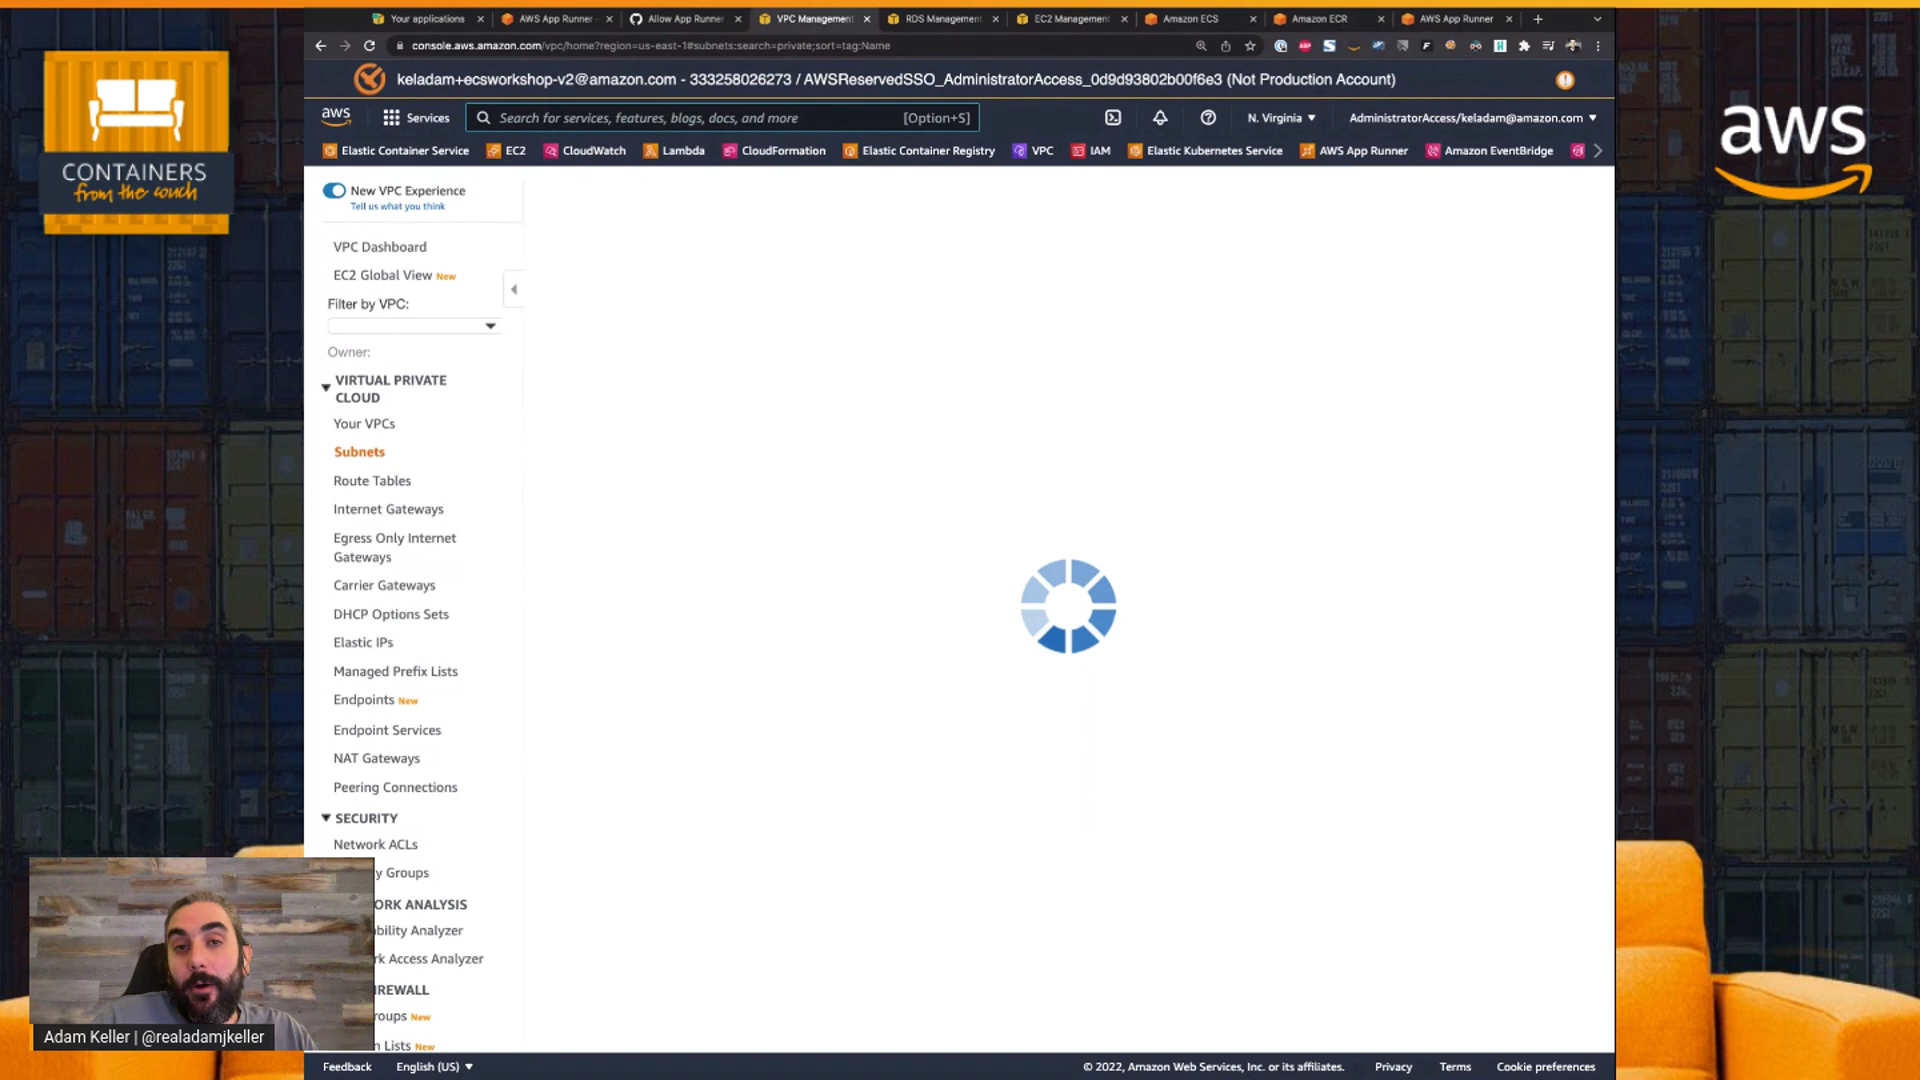 CONTAINERS
from the couch
aws
Your applications
AWS App Runner
Allow App Runner
VPC Management
RDS Management
EC2 Management
Amazon ECS
Amazon ECR
AWS App Runner
console.aws.amazon.com/vpc/home?region=us-east-1#subnets:search=private;sort=tag:Name
keladam+ecsworkshop-v2@amazon.com - 333258026273 / AWSReservedSSO_AdministratorAccess_0d9d93802b00f6e3 (Not Production Account)
aws
Services
Search for services, features, blogs, docs, and more
[Option+S]
N. Virginia
AdministratorAccess/keladam@amazon.com
Elastic Container Service
EC2
CloudWatch
Lambda
CloudFormation
Elastic Container Registry
VPC
IAM
Elastic Kubernetes Service
AWS App Runner
Amazon EventBridge
New VPC Experience
Tell us what you think
VPC Dashboard
EC2 Global View New
Filter by VPC:
Owner:
VIRTUAL PRIVATE
CLOUD
Your VPCs
Subnets
Route Tables
Internet Gateways
Egress Only Internet
Gateways
Carrier Gateways
DHCP Options Sets
Elastic IPs
Managed Prefix Lists
Endpoints New
Endpoint Services
NAT Gateways
Peering Connections
SECURITY
Network ACLs
y Groups
ORK ANALYSIS
bility Analyzer
rk Access Analyzer
IREWALL
roups New
n Lists New
Adam Keller | @realadamjkeller
Feedback
English (US)
© 2022, Amazon Web Services, Inc. or its affiliates.
Privacy
Terms
Cookie preferences